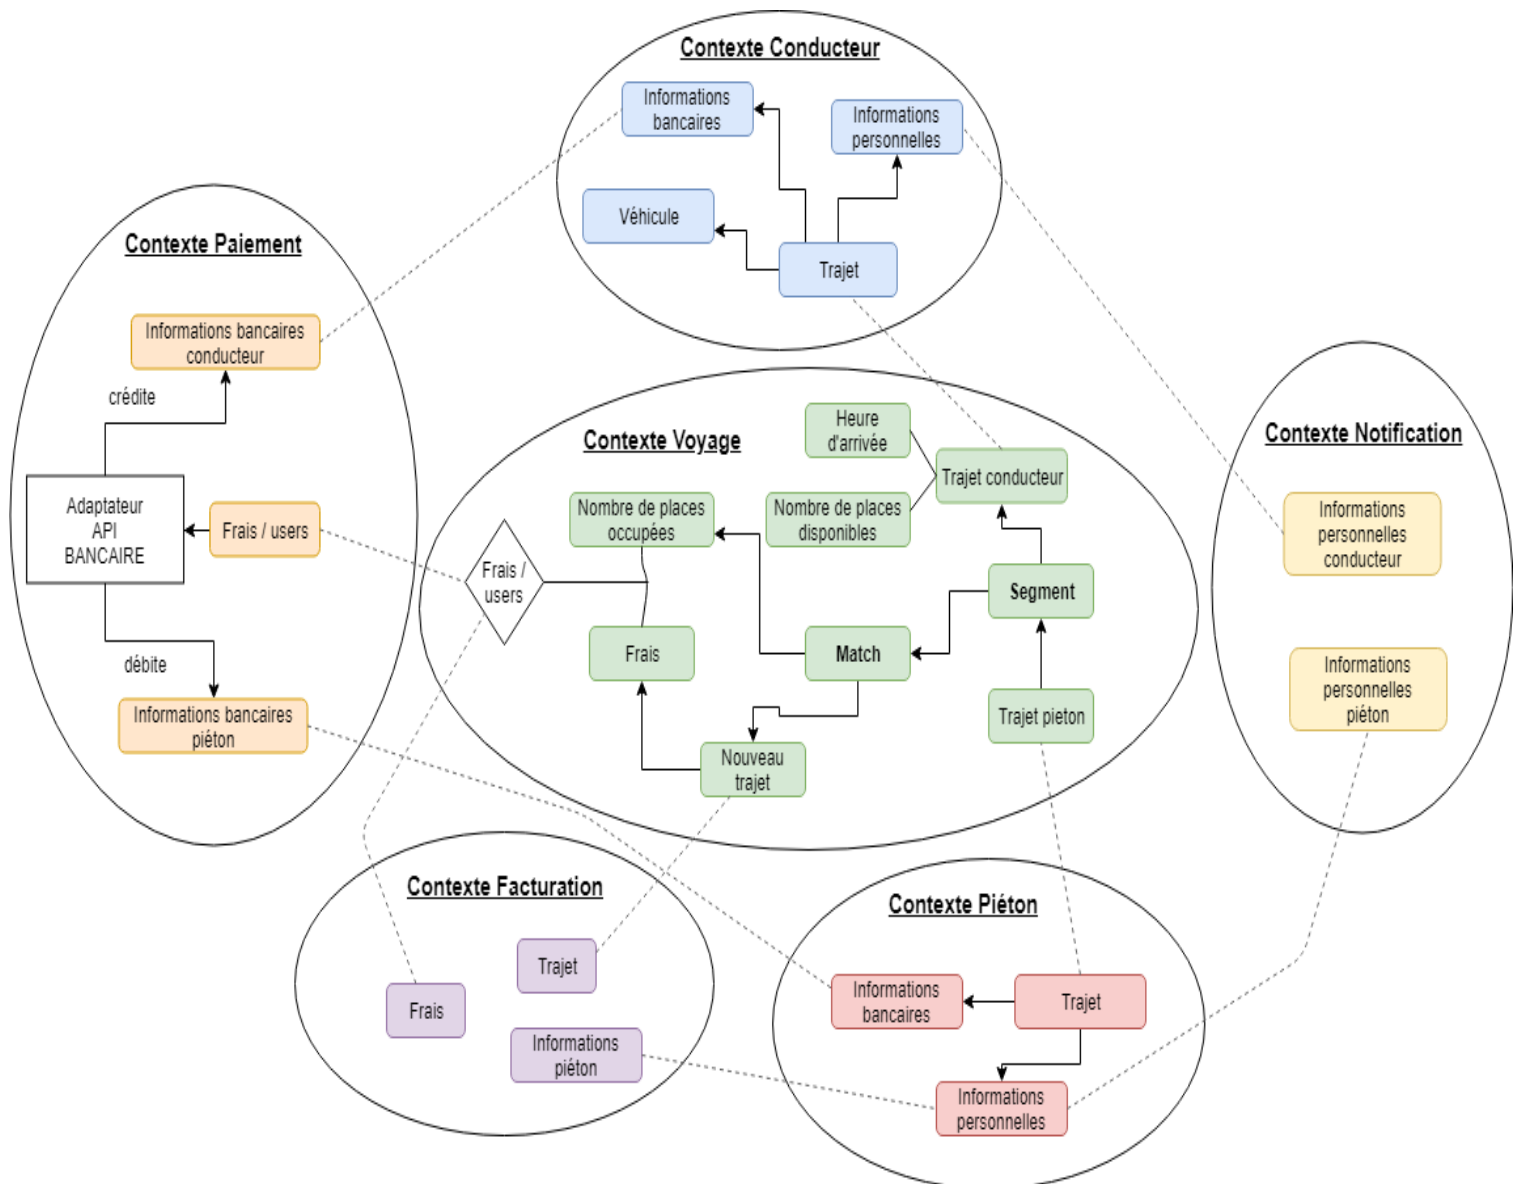 Contexte Conducteur
Informations
bancaires
Informations
personnelles
Véhicule
Trajet
Contexte Paiement
Informations bancaires
conducteur
crédite
Adaptateur
API
BANCAIRE
Frais / users
débite
Informations bancaires
piéton
Contexte Voyage
Heure
d'arrivée
Trajet conducteur
Nombre de places
occupées
Nombre de places
disponibles
Frais /
users
Segment
Frais
Match
Trajet pieton
Nouveau
trajet
Contexte Notification
Informations
personnelles
conducteur
Informations
personnelles
piéton
Contexte Facturation
Trajet
Frais
Informations
piéton
Contexte Piéton
Informations
bancaires
Trajet
Informations
personnelles